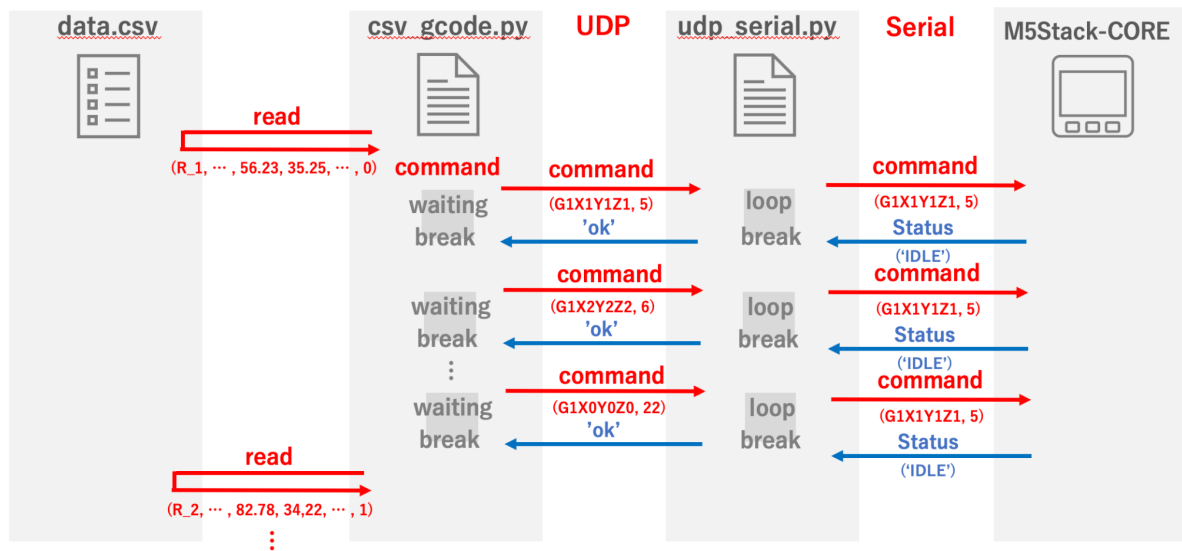 data.csv
csv_gcode.py
UDP
udp_serial.py
Serial
M5Stack-CORE
read
(R_1, ⋯ , 56.23, 35.25, ⋯ , 0)
command
command
command
(G1X1Y1Z1, 5)
(G1X1Y1Z1, 5)
waiting
loop
'ok'
Status
break
break
('IDLE')
command
command
(G1X2Y2Z2, 6)
(G1X1Y1Z1, 5)
waiting
loop
'ok'
Status
break
break
('IDLE')
⋮
command
command
(G1X0Y0Z0, 22)
(G1X1Y1Z1, 5)
waiting
loop
'ok'
Status
break
break
('IDLE')
read
(R_2, ⋯ , 82.78, 34,22, ⋯ , 1)
⋮